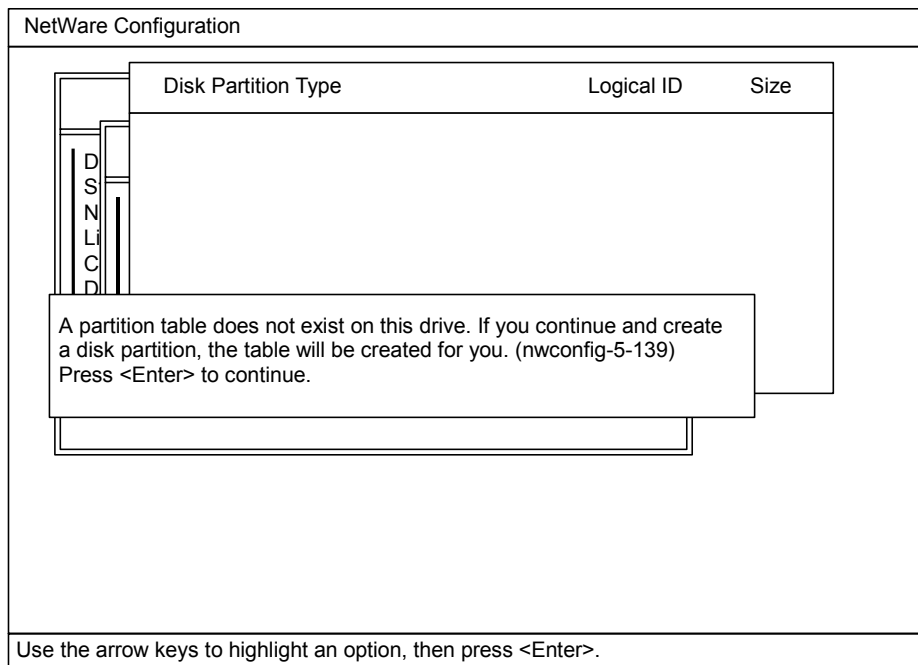 NetWare Configuration
Disk Partition Type Logical ID Size
D
S
N
Li
C
D
A partition table does not exist on this drive. If you continue and create
a disk partition, the table will be created for you. (nwconfig-5-139)
Press <Enter> to continue.
Use the arrow keys to highlight an option, then press <Enter>.